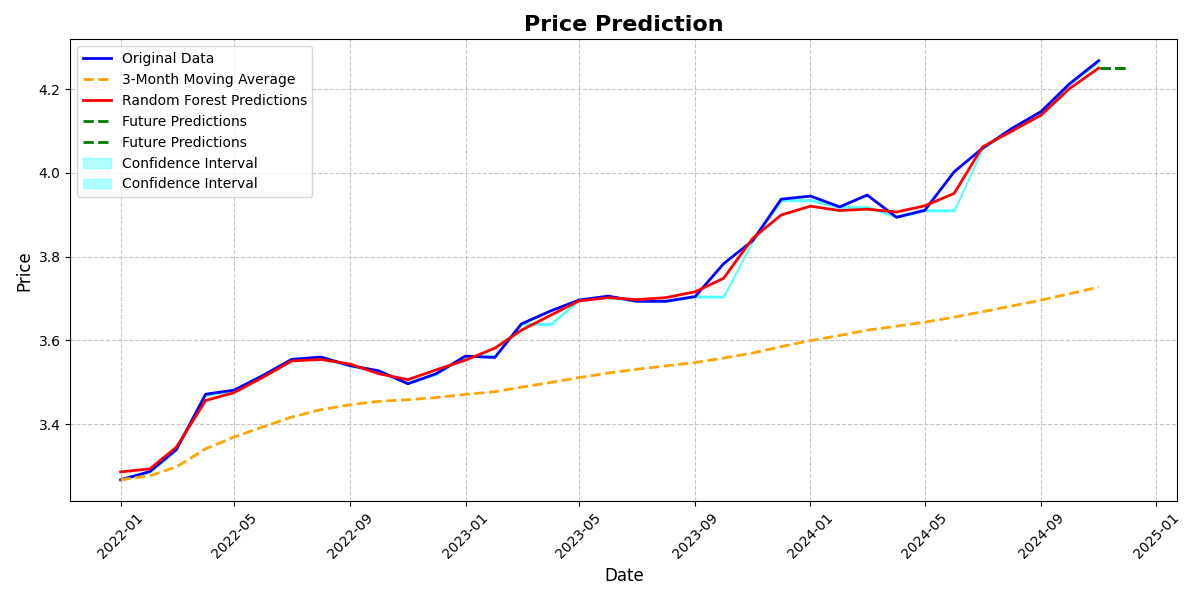 Price Prediction
Original Data
3-Month Moving Average
Random Forest Predictions
Future Predictions
Future Predictions
Confidence Interval
Confidence Interval
Price
4.2
4.0
3.8
3.6
3.4
2022-01
2022-05
2022-09
2023-01
2023-05
2023-09
2024-01
2024-05
2024-09
2025-01
Date